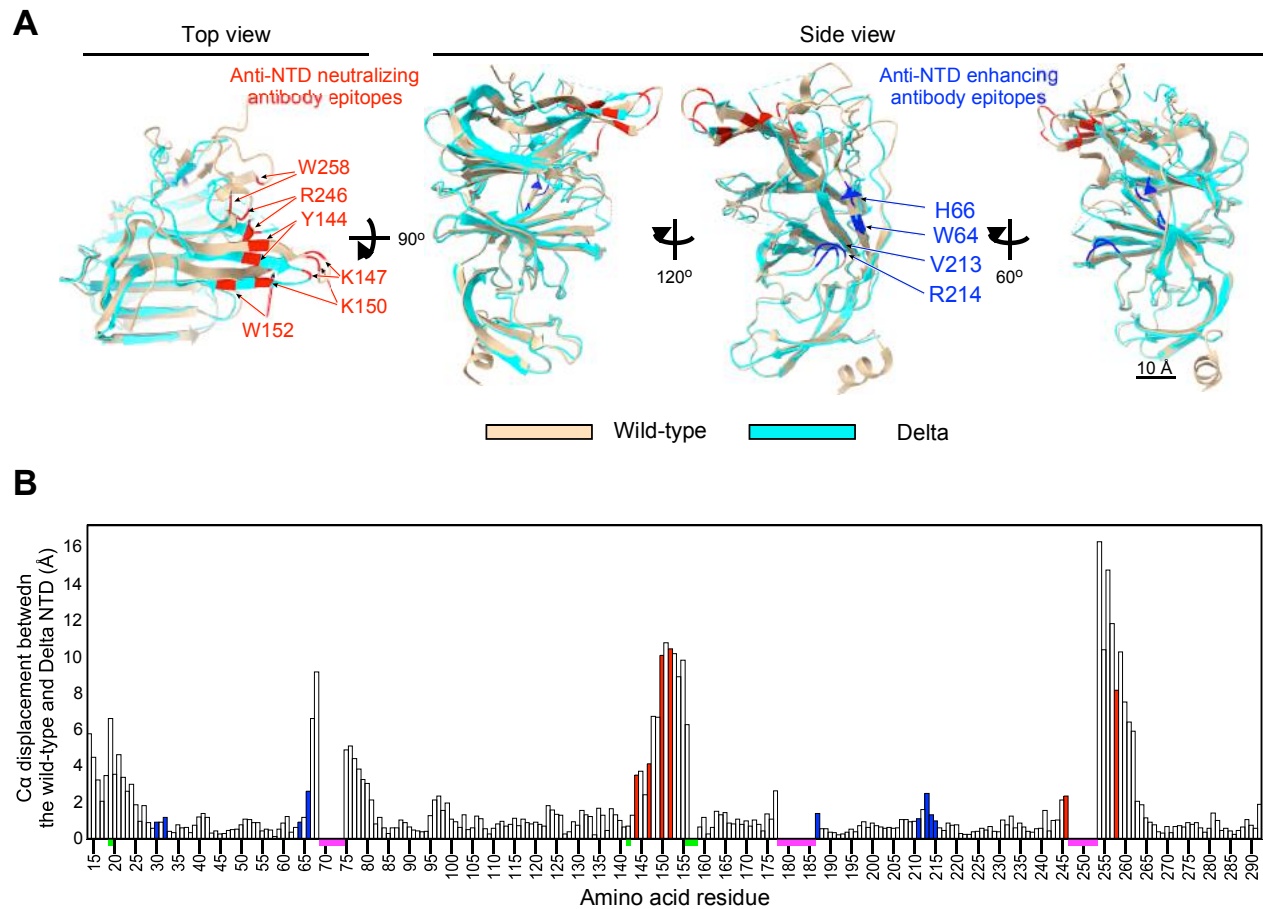 A
Top view
Side view
Anti-NTD neutralizing
antibody epitopes
Anti-NTD enhancing
antibody epitopes
W258
R246
Y144
K147
K150
W152
90º
120º
H66
W64
V213
R214
60º
10 Å
Wild-type
Delta
B
Cα displacement betwedn
the wild-type and Delta NTD (Å)
16
14
12
10
8
6
4
2
0
15 20 25 30 35 40 45 50 55 60 65 70 75 80 85 90 95 100 105 110 115 120 125 130 135 140 145 150 155 160 165 170 175 180 185 190 195 200 205 210 215 220 225 230 235 240 245 250 255 260 265 270 275 280 285 290
Amino acid residue